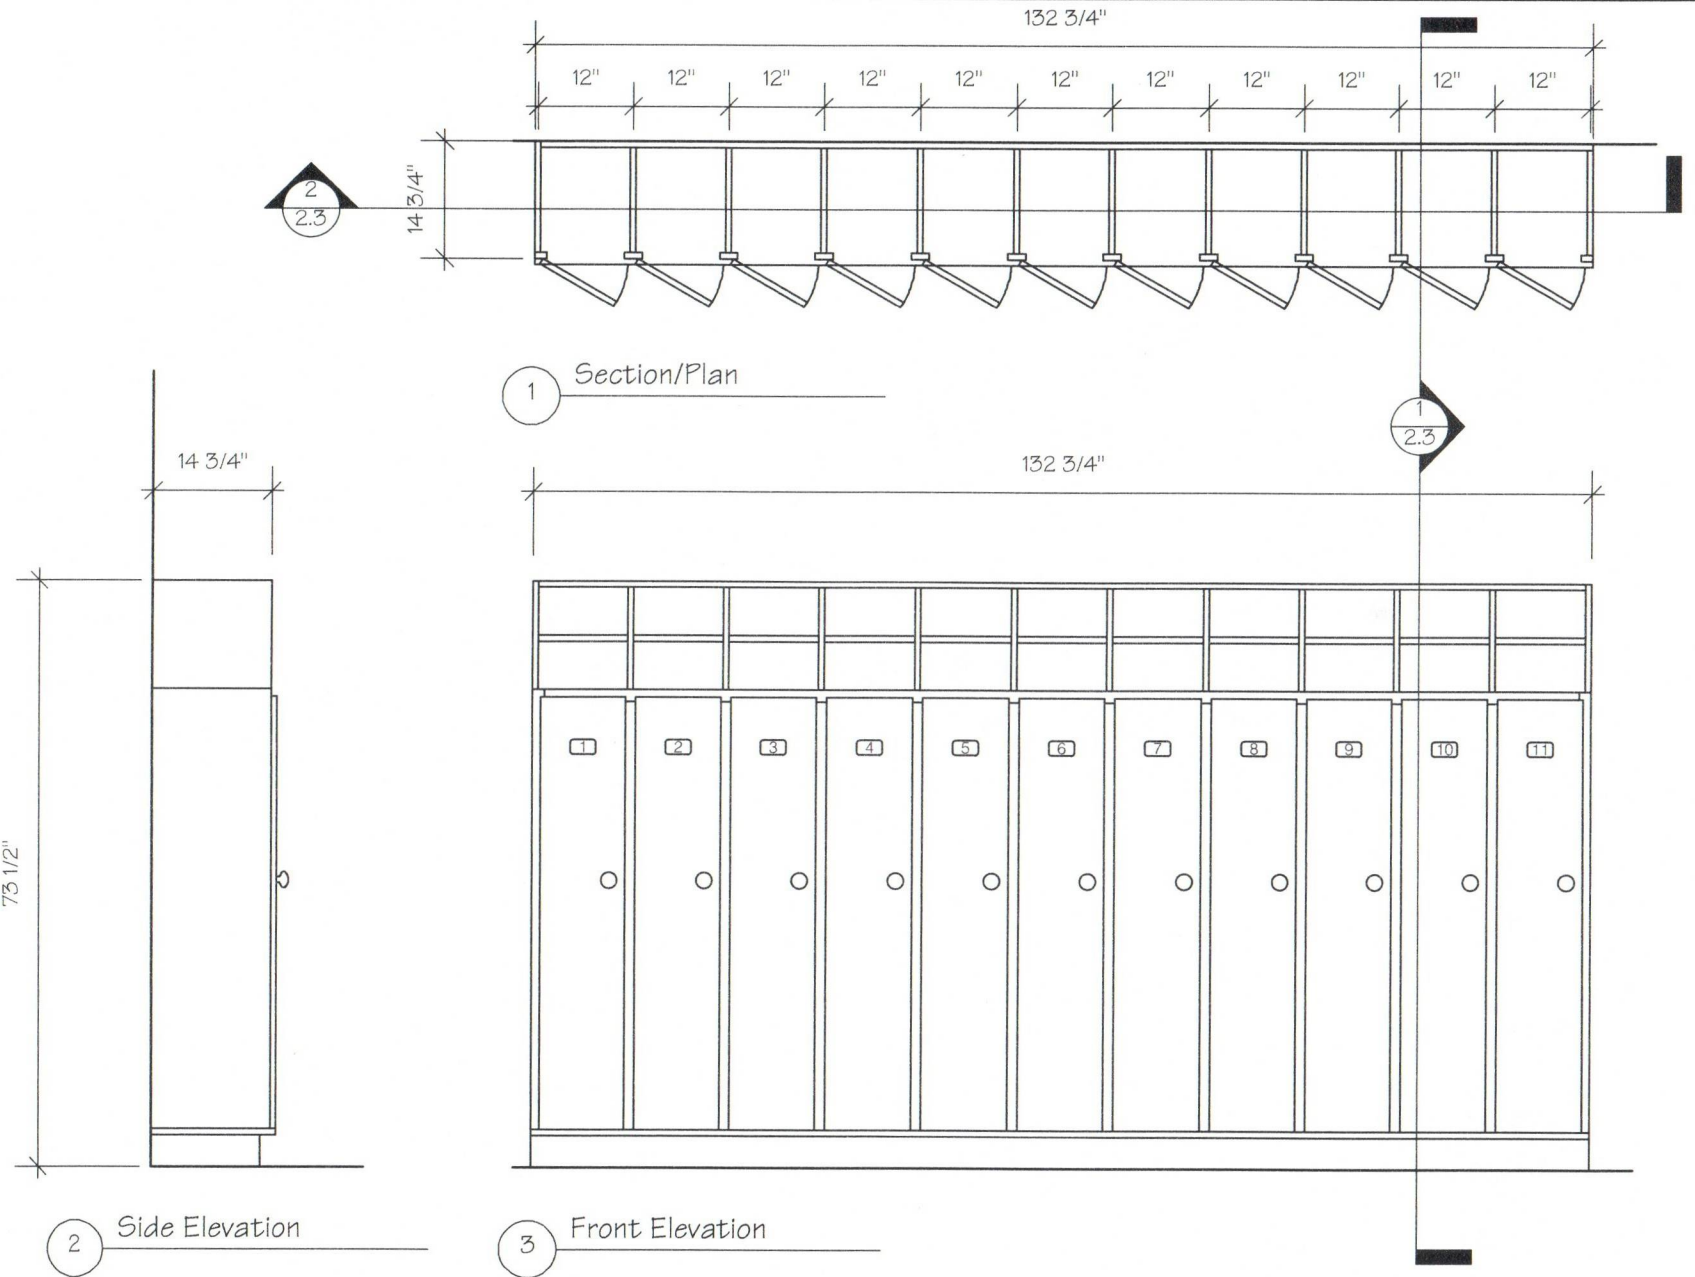 132 3/4"
12" 12" 12" 12" 12" 12" 12" 12" 12" 12" 12"
14 3/4"
2
2.3
1
Section/Plan
1
2.3
14 3/4"
132 3/4"
73 1/2"
1 2 3 4 5 6 7 8 9 10 11
2
Side Elevation
3
Front Elevation